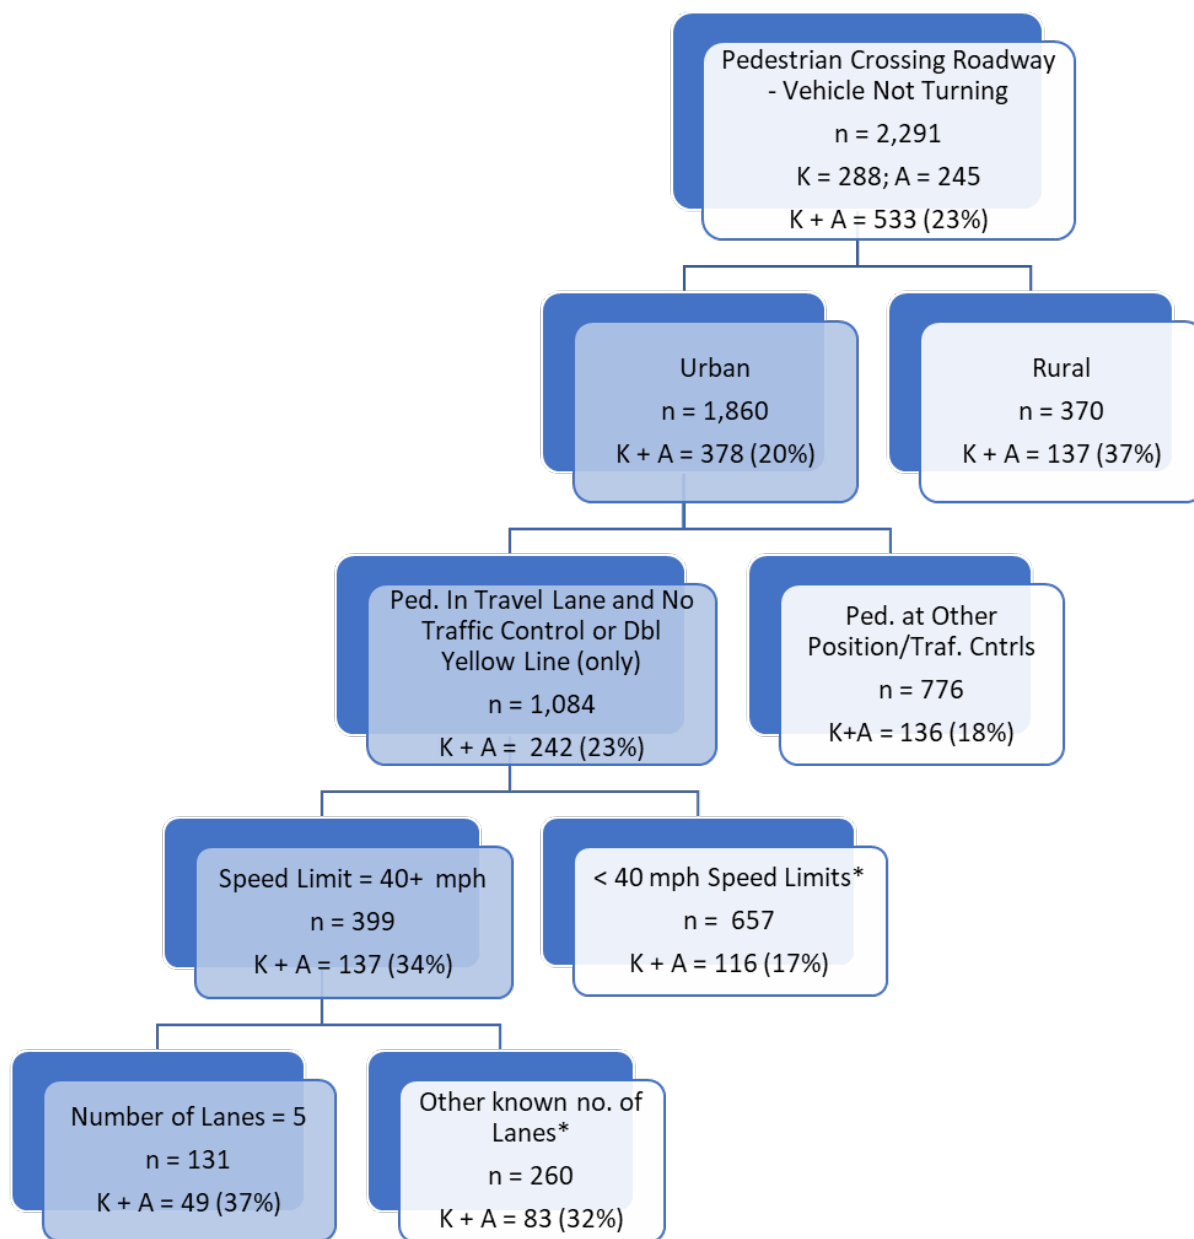 Pedestrian Crossing Roadway
- Vehicle Not Turning
n = 2,291
K = 288; A = 245
K + A = 533 (23%)
Urban
n = 1,860
K + A = 378 (20%)
Rural
n = 370
K + A = 137 (37%)
Ped. In Travel Lane and No
Traffic Control or Dbl
Yellow Line (only)
n = 1,084
K + A =  242 (23%)
Ped. at Other
Position/Traf. Cntrls
n = 776
K+A = 136 (18%)
Speed Limit = 40+  mph
n = 399
K + A = 137 (34%)
< 40 mph Speed Limits*
n =  657
K + A = 116 (17%)
Number of Lanes = 5
n = 131
K + A = 49 (37%)
Other known no. of
Lanes*
n = 260
K + A = 83 (32%)